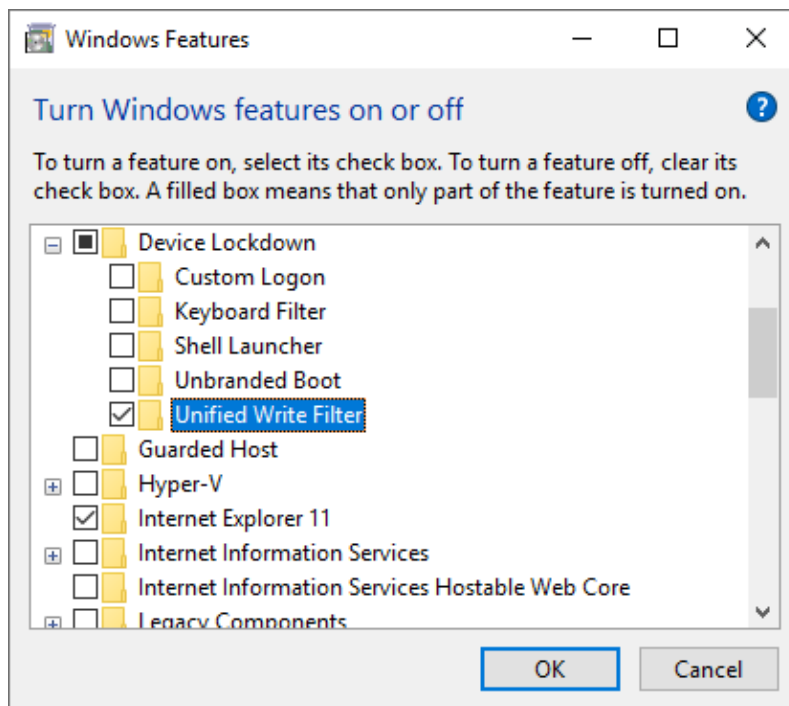 Windows Features
Turn Windows features on or off
?
To turn a feature on, select its check box. To turn a feature off, clear its
check box. A filled box means that only part of the feature is turned on.
Device Lockdown
Custom Logon
Keyboard Filter
Shell Launcher
Unbranded Boot
Unified Write Filter
Guarded Host
Hyper-V
Internet Explorer 11
Internet Information Services
Internet Information Services Hostable Web Core
Legacy Components
OK
Cancel